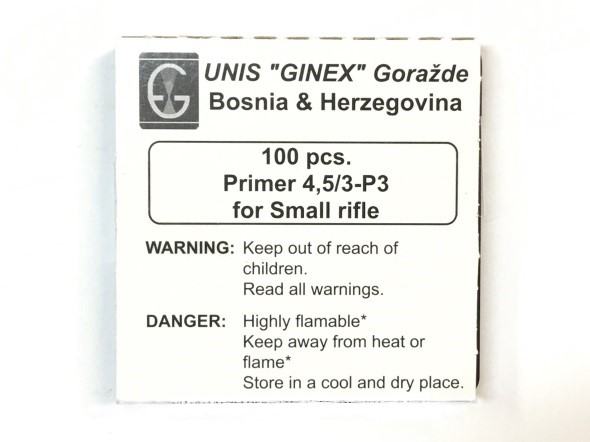 UNIS "GINEX" Goražde
Bosnia & Herzegovina
100 pcs.
Primer 4,5/3-P3
for Small rifle
WARNING: Keep out of reach of
children.
Read all warnings.
DANGER: Highly flamable*
Keep away from heat or
flame*
Store in a cool and dry place.